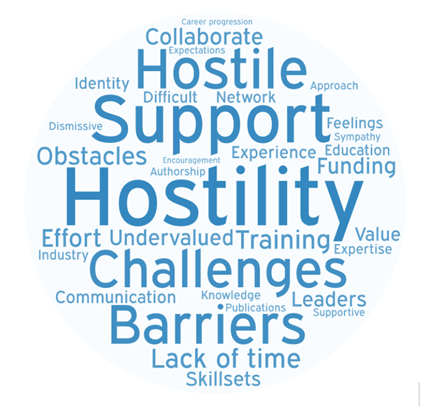 Career progression
Collaborate
Expectations
Hostile
Identity
Approach
Difficult Network
Support
Dismissive
Feelings
Sympathy
Obstacles
Experience Education
Encouragement
Funding
Authorship
Hostility
Effort Undervalued Training Value
Expertise
Industry
Challenges
Communication Knowledge Leaders
Publications
Supportive
Barriers
Lack of time
Skillsets